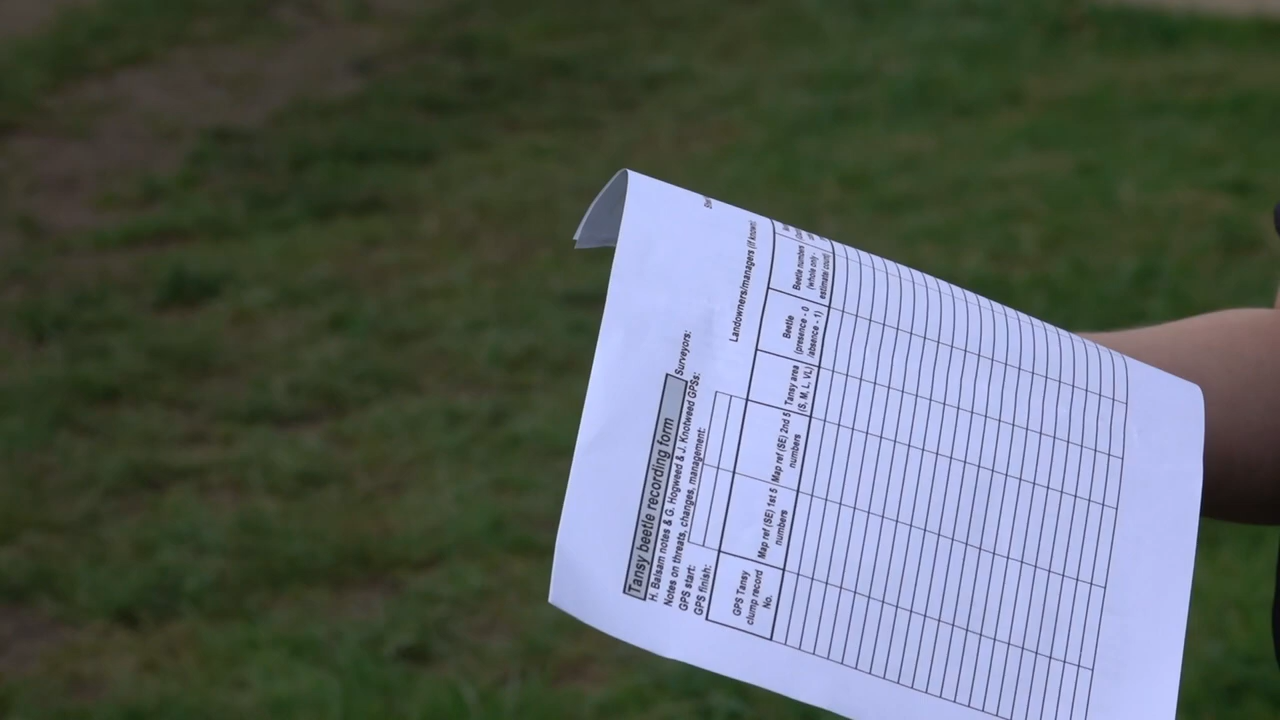 Tansy beetle recording form
Surveyors:
H. Balsam notes & G. Hogweed & J. Knotweed GPSs:
Notes on threats, changes, management:
GPS start:
GPS finish:
Landowners/managers (if known)
GPS Tansy clump record No.
Map ref (SE) 1st 5 numbers
Map ref (SE) 2nd 5 numbers
Tansy area (S, M, L, VL)
Beetle (presence - 0 /absence - 1)
Beetle numbers (whole only - estimate/ count)